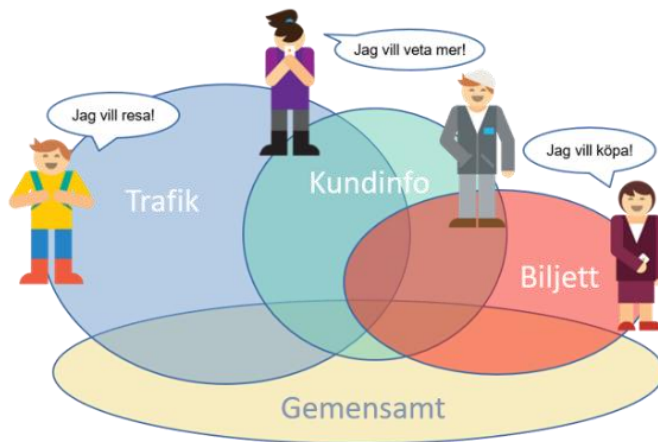 Jag vill veta mer!
Jag vill resa!
Jag vill köpa!
Trafik
Kundinfo
Biljett
Gemensamt